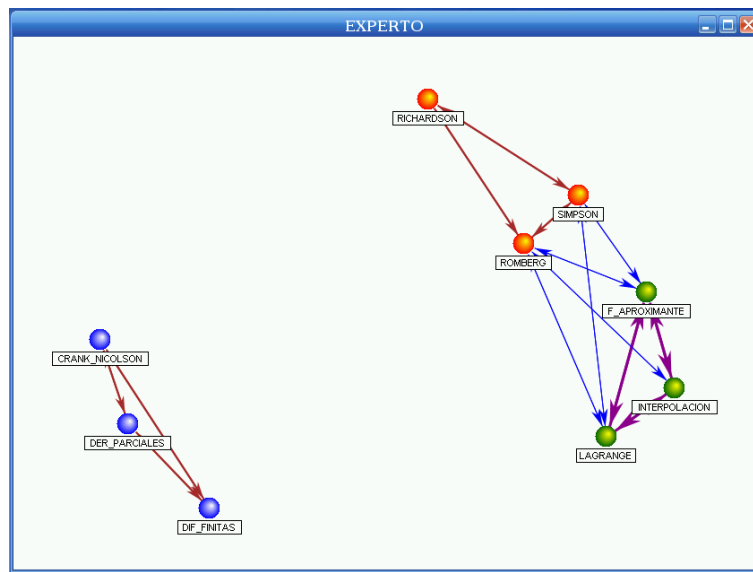 EXPERTO
RICHARDSON
SIMPSON
ROMBERG
F_APROXIMANTE
CRANK_NICOLSON
INTERPOLACION
DER_PARCIALES
LAGRANGE
DIF_FINITAS